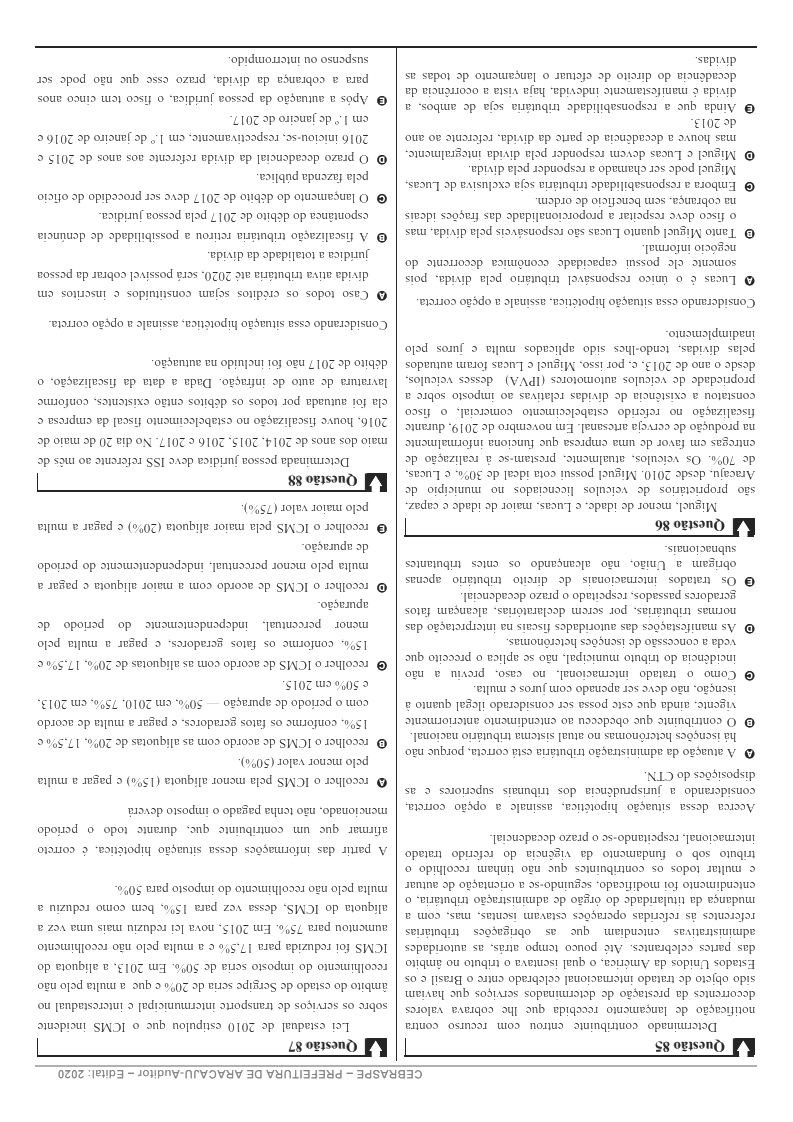 CEBRASPE – PREFEITURA DE ARACAJU-Auditor – Edital: 2020
Questão 85
Determinado contribuinte entrou com recurso contra
notificação de lançamento recebida que lhe cobrava valores
decorrentes da prestação de determinados serviços que haviam
sido objeto de tratado internacional celebrado entre o Brasil e os
Estados Unidos da América, o qual isentava o tributo no âmbito
das partes celebrantes. Até pouco tempo atrás, as autoridades
administrativas entendiam que as obrigações tributárias
referentes às referidas operações estavam isentas, mas, com a
mudança da titularidade do órgão de administração tributária, o
entendimento foi modificado, seguindo-se a orientação de autuar
e multar todos os contribuintes que não tinham recolhido o
tributo sob o fundamento da vigência do referido tratado
internacional, respeitando-se o prazo decadencial.
Acerca dessa situação hipotética, assinale a opção correta,
considerando a jurisprudência dos tribunais superiores e as
disposições do CTN.
A A atuação da administração tributária está correta, porque não
há isenções heterônomas no atual sistema tributário nacional.
B O contribuinte que obedeceu ao entendimento anteriormente
vigente, ainda que este possa ser considerado ilegal quanto à
isenção, não deve ser apenado com juros e multa.
C Como o tratado internacional, no caso, previu a não
incidência do tributo municipal, não se aplica o preceito que
veda a concessão de isenções heterônomas.
D As manifestações das autoridades fiscais na interpretação das
normas tributárias, por serem declaratórias, alcançam fatos
geradores passados, respeitado o prazo decadencial.
E Os tratados internacionais de direito tributário apenas
obrigam a União, não alcançando os entes tributantes
subnacionais.
Questão 86
Miguel, menor de idade, e Lucas, maior de idade e capaz,
são proprietários de veículos licenciados no município de
Aracaju, desde 2010. Miguel possui cota ideal de 30%, e Lucas,
de 70%. Os veículos, atualmente, prestam-se à realização de
entregas em favor de uma empresa que funciona informalmente
na produção de cerveja artesanal. Em novembro de 2019, durante
fiscalização no referido estabelecimento comercial, o fisco
constatou a existência de dívidas relativas ao imposto sobre a
propriedade de veículos automotores (IPVA) desses veículos,
desde o ano de 2013, e, por isso, Miguel e Lucas foram autuados
pelas dívidas, tendo-lhes sido aplicados multa e juros pelo
inadimplemento.
Considerando essa situação hipotética, assinale a opção correta.
A Lucas é o único responsável tributário pela dívida, pois
somente ele possui capacidade econômica decorrente do
negócio informal.
B Tanto Miguel quanto Lucas são responsáveis pela dívida, mas
o fisco deve respeitar a proporcionalidade das frações ideais
na cobrança, sem benefício de ordem.
C Embora a responsabilidade tributária seja exclusiva de Lucas,
Miguel pode ser chamado a responder pela dívida.
D Miguel e Lucas devem responder pela dívida integralmente,
mas houve a decadência de parte da dívida, referente ao ano
de 2013.
E Ainda que a responsabilidade tributária seja de ambos, a
dívida é manifestamente indevida, haja vista a ocorrência da
decadência do direito de efetuar o lançamento de todas as
dívidas.
Questão 87
Lei estadual de 2010 estipulou que o ICMS incidente
sobre os serviços de transporte intermunicipal e interestadual no
âmbito do estado de Sergipe seria de 20% e que a multa pelo não
recolhimento do imposto seria de 50%. Em 2013, a alíquota do
ICMS foi reduzida para 17,5% e a multa pelo não recolhimento
aumentou para 75%. Em 2015, nova lei reduziu mais uma vez a
alíquota do ICMS, dessa vez para 15%, bem como reduziu a
multa pelo não recolhimento do imposto para 50%.
A partir das informações dessa situação hipotética, é correto
afirmar que um contribuinte que, durante todo o período
mencionado, não tenha pagado o imposto deverá
A recolher o ICMS pela menor alíquota (15%) e pagar a multa
pelo menor valor (50%).
B recolher o ICMS de acordo com as alíquotas de 20%, 17,5% e
15%, conforme os fatos geradores, e pagar a multa de acordo
com o período de apuração — 50%, em 2010, 75%, em 2013,
e 50% em 2015.
C recolher o ICMS de acordo com as alíquotas de 20%, 17,5% e
15%, conforme os fatos geradores, e pagar a multa pelo
menor percentual, independentemente do período de
apuração.
D recolher o ICMS de acordo com a maior alíquota e pagar a
multa pelo menor percentual, independentemente do período
de apuração.
E recolher o ICMS pela maior alíquota (20%) e pagar a multa
pelo maior valor (75%).
Questão 88
Determinada pessoa jurídica deve ISS referente ao mês de
maio dos anos de 2014, 2015, 2016 e 2017. No dia 20 de maio de
2016, houve fiscalização no estabelecimento fiscal da empresa e
ela foi autuada por todos os débitos então existentes, conforme
lavratura de auto de infração. Dada a data da fiscalização, o
débito de 2017 não foi incluído na autuação.
Considerando essa situação hipotética, assinale a opção correta.
A Caso todos os créditos sejam constituídos e inscritos em
dívida ativa tributária até 2020, será possível cobrar da pessoa
jurídica a totalidade da dívida.
B A fiscalização tributária retirou a possibilidade de denúncia
espontânea do débito de 2017 pela pessoa jurídica.
C O lançamento do débito de 2017 deve ser procedido de ofício
pela fazenda pública.
D O prazo decadencial da dívida referente aos anos de 2015 e
2016 iniciou-se, respectivamente, em 1.º de janeiro de 2016 e
em 1.º de janeiro de 2017.
E Após a autuação da pessoa jurídica, o fisco tem cinco anos
para a cobrança da dívida, prazo esse que não pode ser
suspenso ou interrompido.